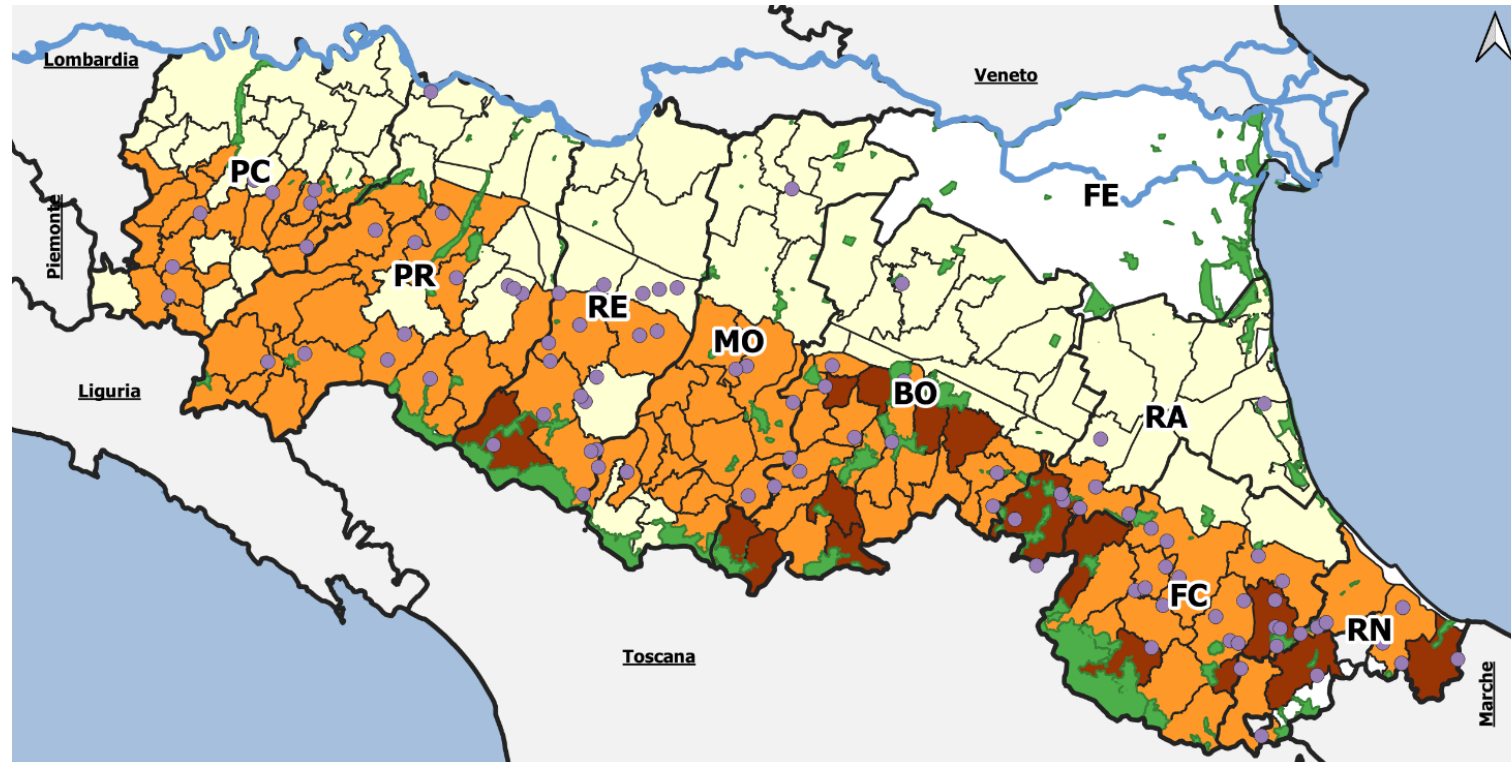 Lombardia
Veneto
PC
FE
Piemonte
PR
RE
MO
Liguria
BO
RA
FC
RN
Toscana
Marche